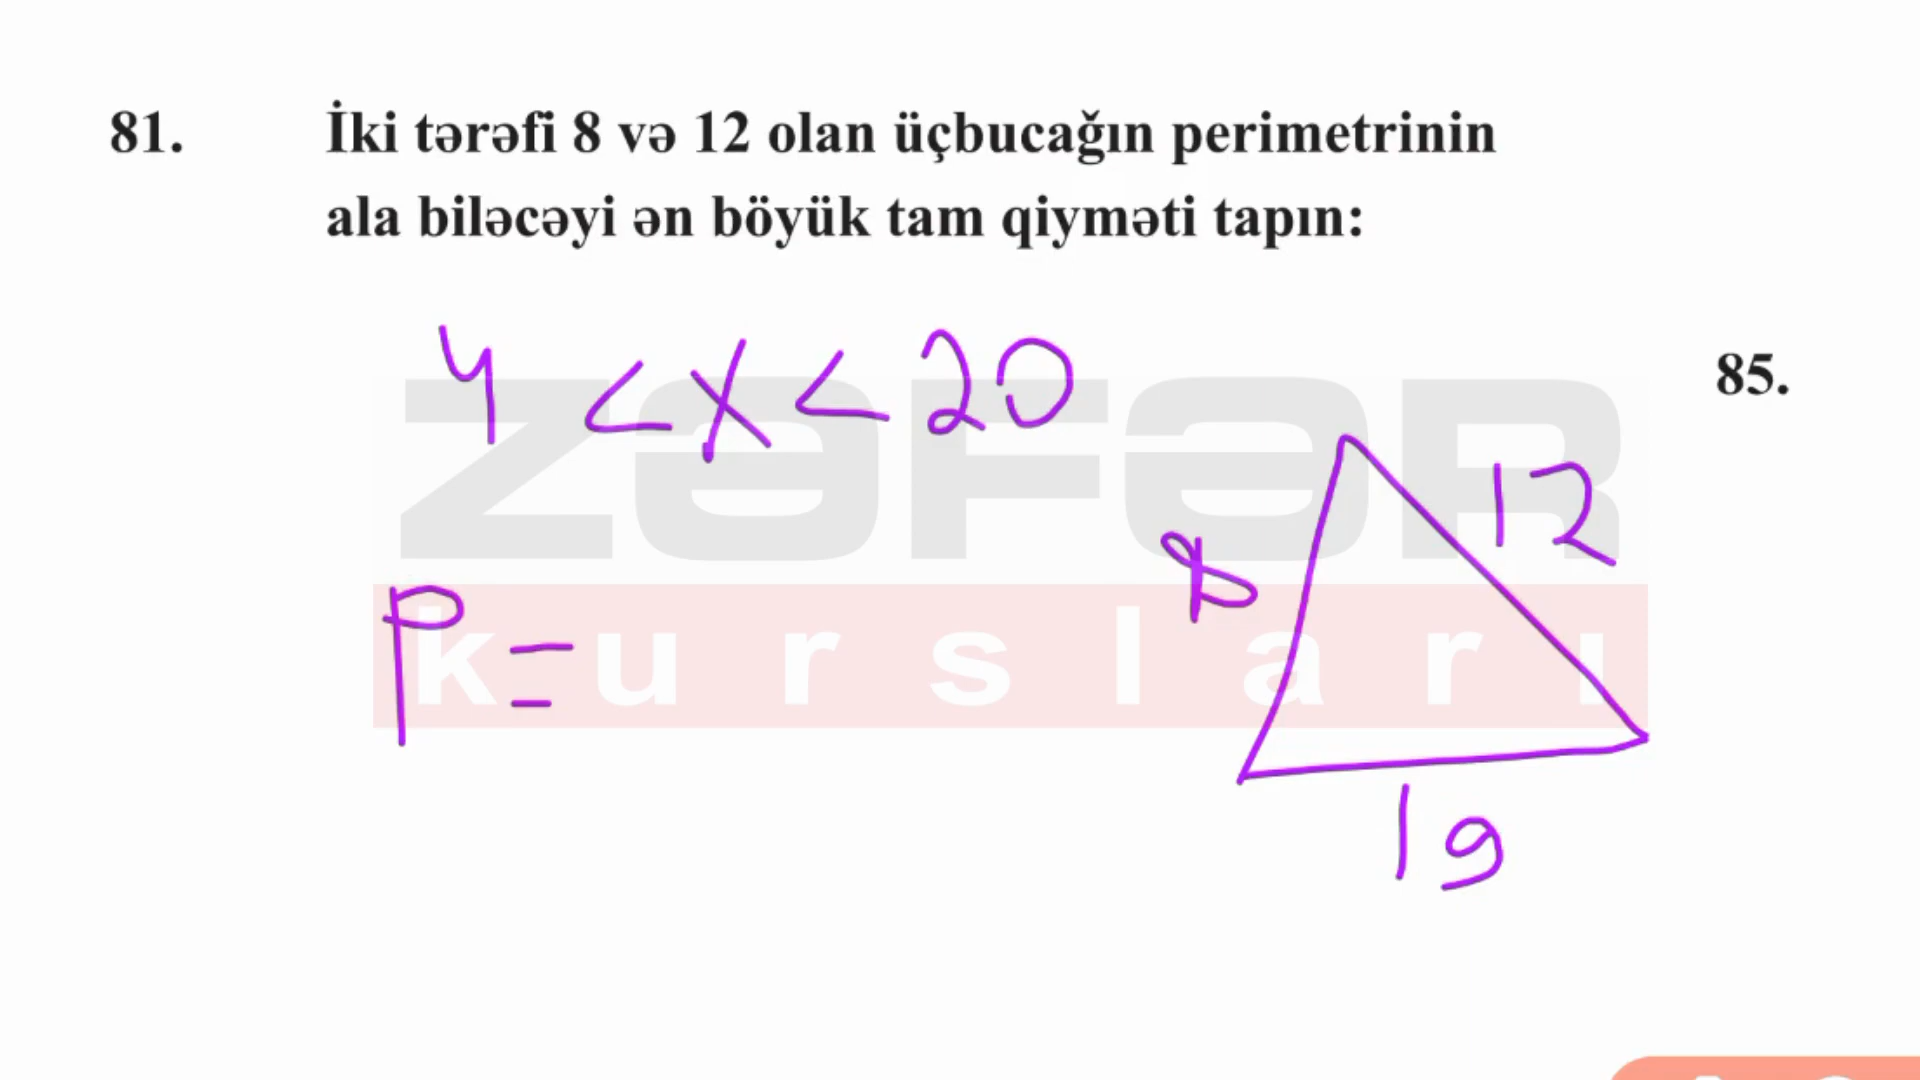 81. İki tərəfi 8 və 12 olan üçbucağın perimetrinin
ala biləcəyi ən böyük tam qiyməti tapın:
4 < x < 20
85.
ZƏFƏR
kursları
12
8
P =
19